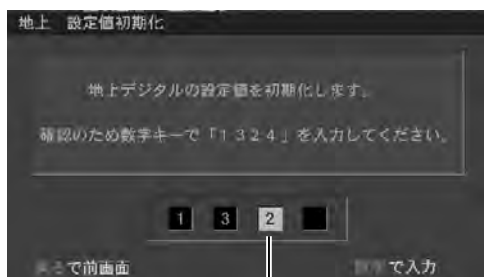 地上 設定値初期化
地上デジタルの設定値を初期化します。
確認のため数字キーで「1324」を入力してください。
1 3 2
で前画面 で入力